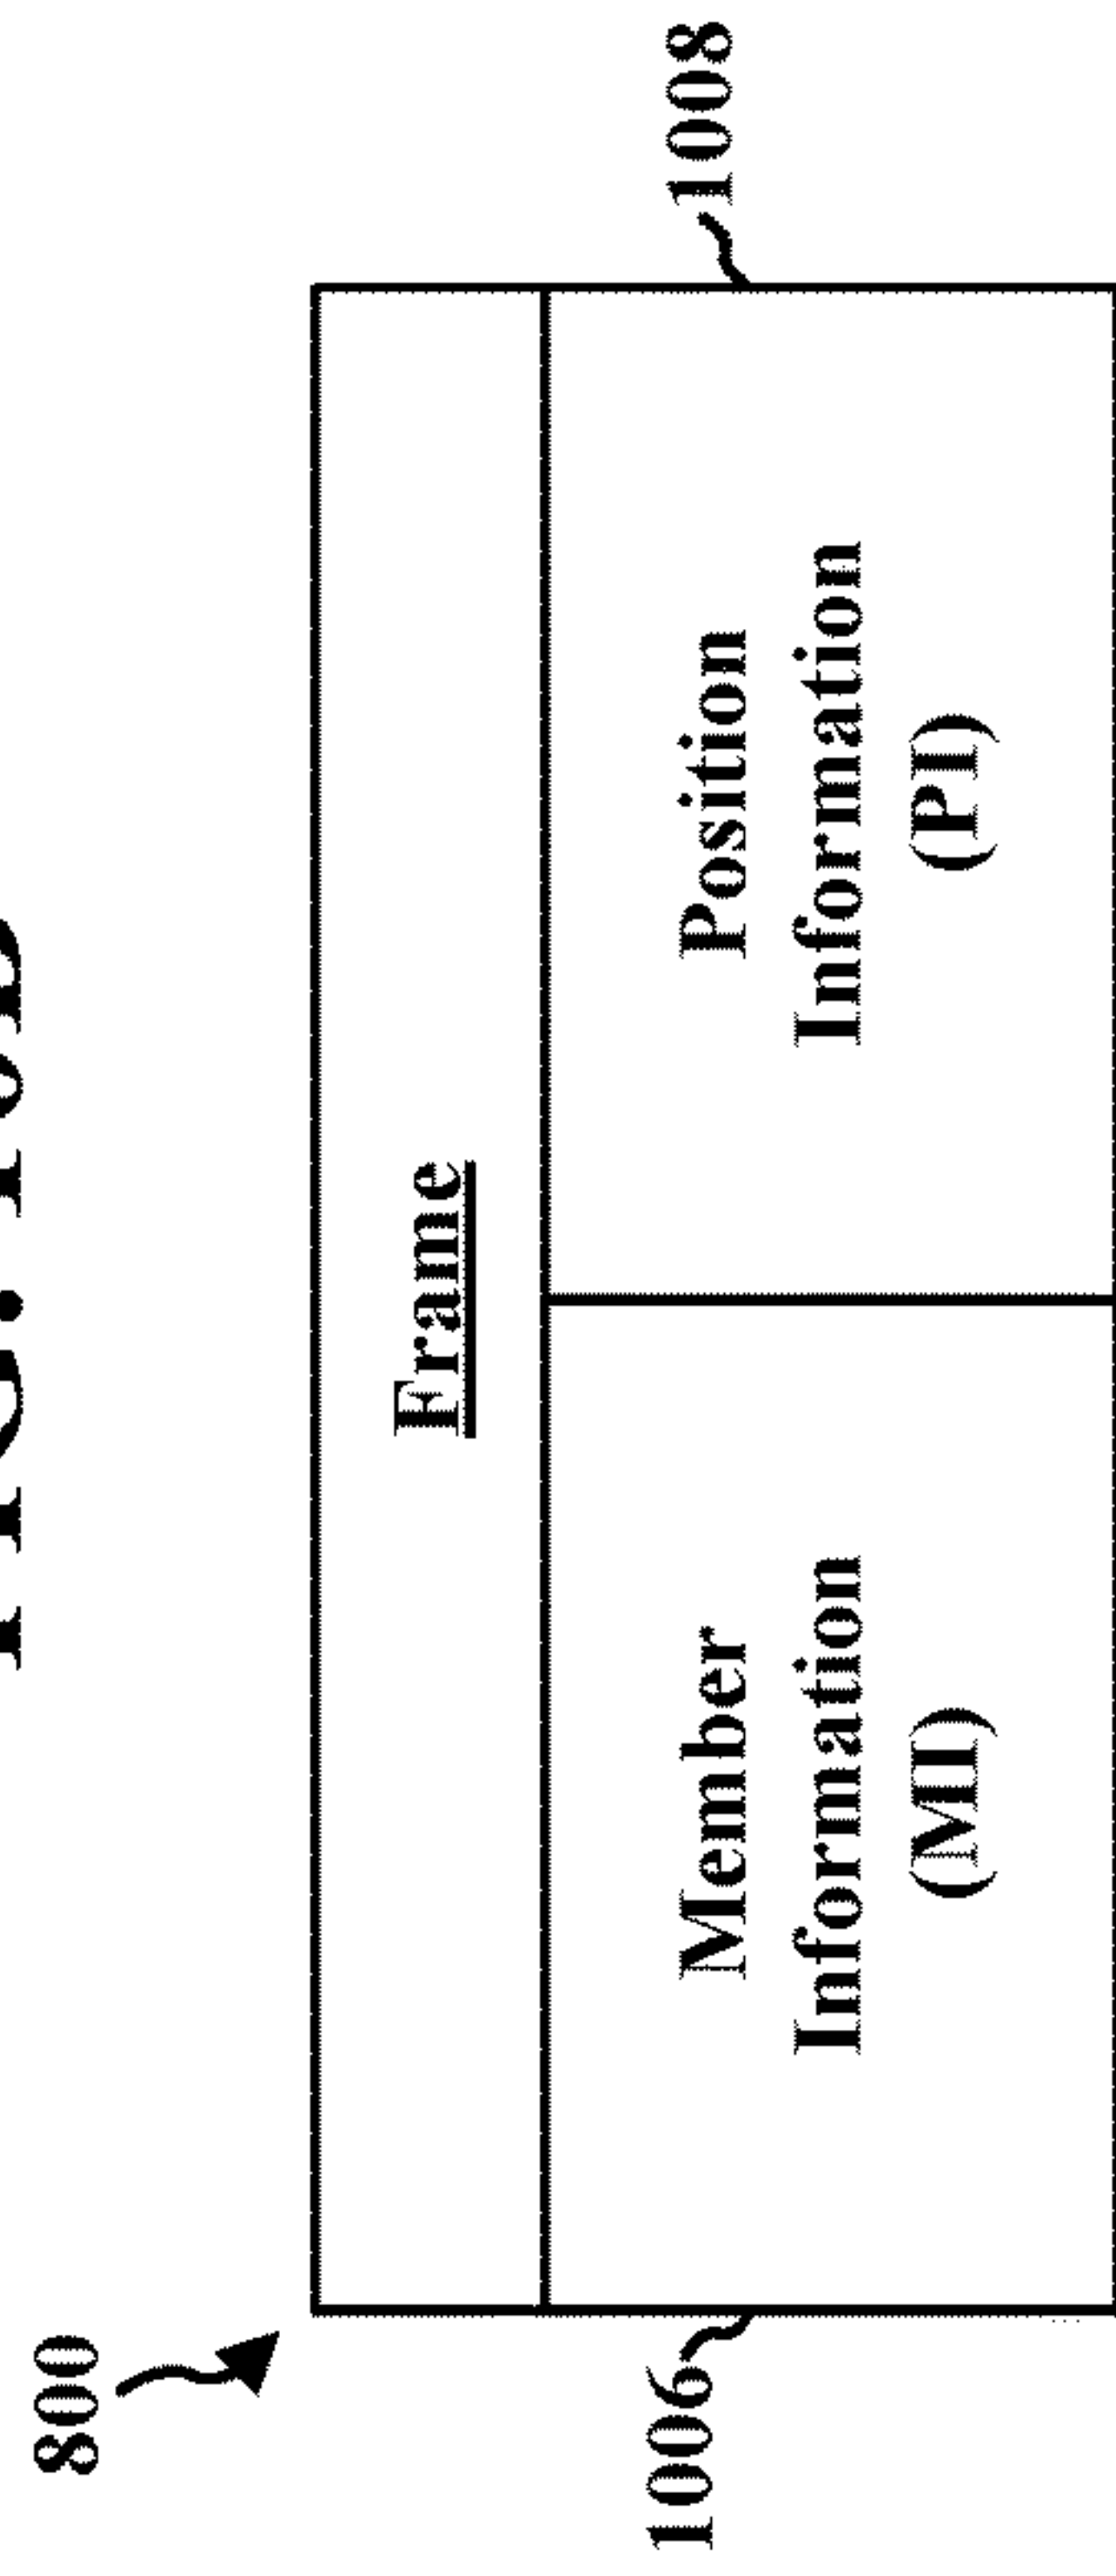 800
Frame
1006
Member
Information
(MI)
Position
Information
(PI)
1008